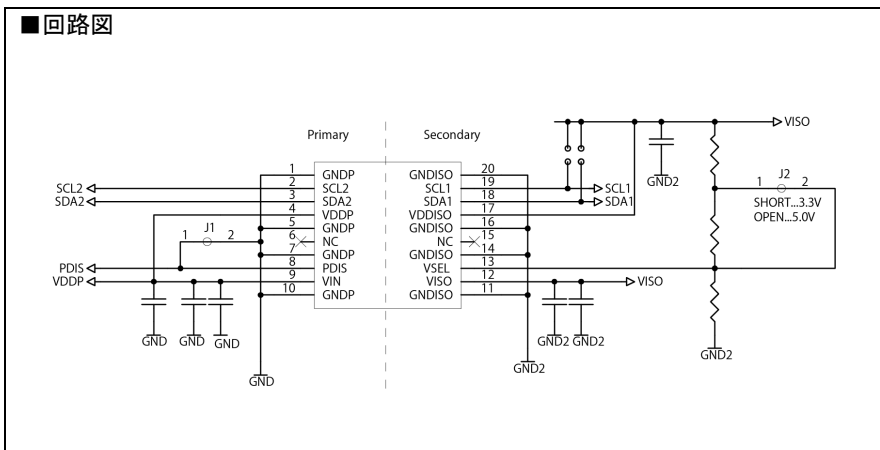 ■回路図
Primary
Secondary
VISO
GND2
J2
1 2
SHORT...3.3V
OPEN...5.0V
SCL2
SDA2
PDIS
VDDP
J1
1 2
1 GNDP
2 SCL2
3 SDA2
4 VDDP
5 GNDP
6 NC
7 GNDP
8 PDIS
9 VIN
10 GNDP
GNDISO 20
SCL1 19
SDA1 18
VDDISO 17
GNDISO 16
NC 15
GNDISO 14
VSEL 13
VISO 12
GNDISO 11
SCL1
SDA1
VISO
GND GND GND
GND2 GND2
GND2
GND2
GND